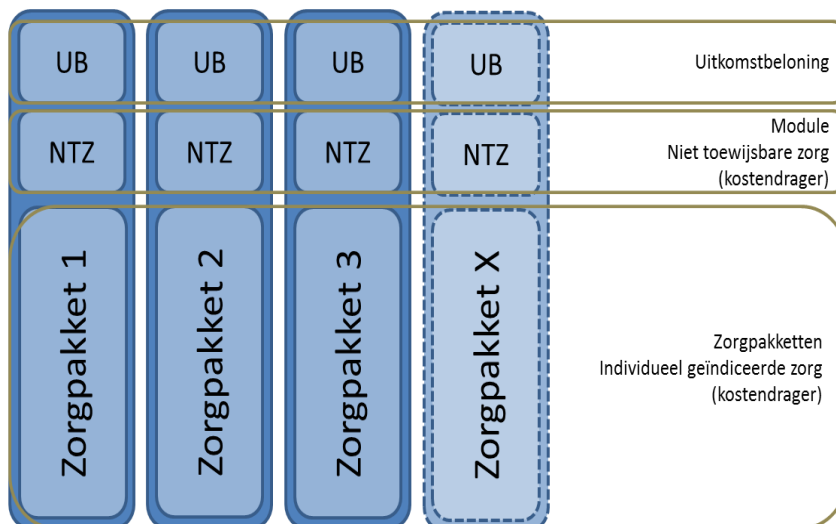 UB UB UB UB Uitkomstbeloning
NTZ NTZ NTZ NTZ
Module
Niet toewijsbare zorg
(kostendrager)
Zorgpakket 1
Zorgpakket 2
Zorgpakket 3
Zorgpakket X
Zorgpakketten
Individueel geïndiceerde zorg
(kostendrager)